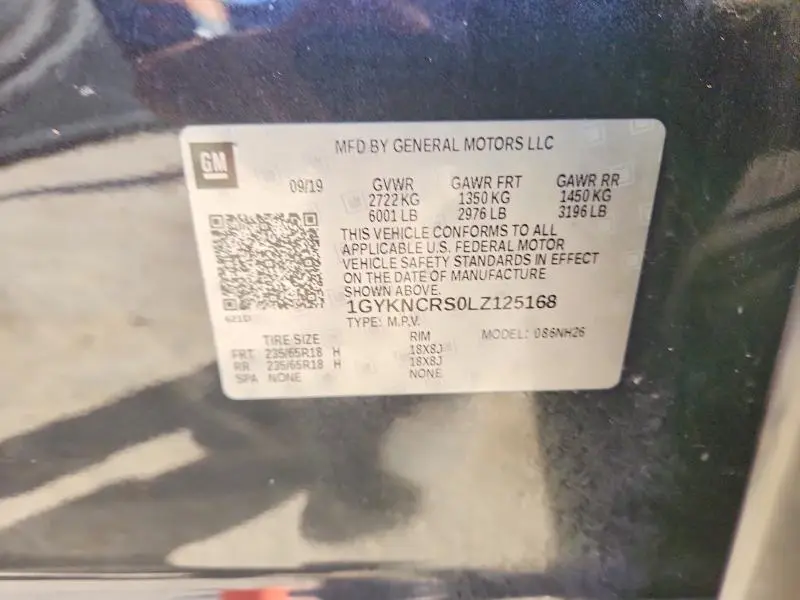 GM
MFD BY GENERAL MOTORS LLC
09/19 GVWR GAWR FRT GAWR RR
2722 KG 1350 KG 1450 KG
6001 LB 2976 LB 3196 LB
THIS VEHICLE CONFORMS TO ALL
APPLICABLE U.S. FEDERAL MOTOR
VEHICLE SAFETY STANDARDS IN EFFECT
ON THE DATE OF MANUFACTURE
SHOWN ABOVE.
1GYKNCRS0LZ125168
621D
TYPE: M.P.V. MODEL: 086NH26
TIRE SIZE RIM
FRT 235/65R18 H 18X8J
RR 235/65R18 H 18X8J
SPA NONE NONE